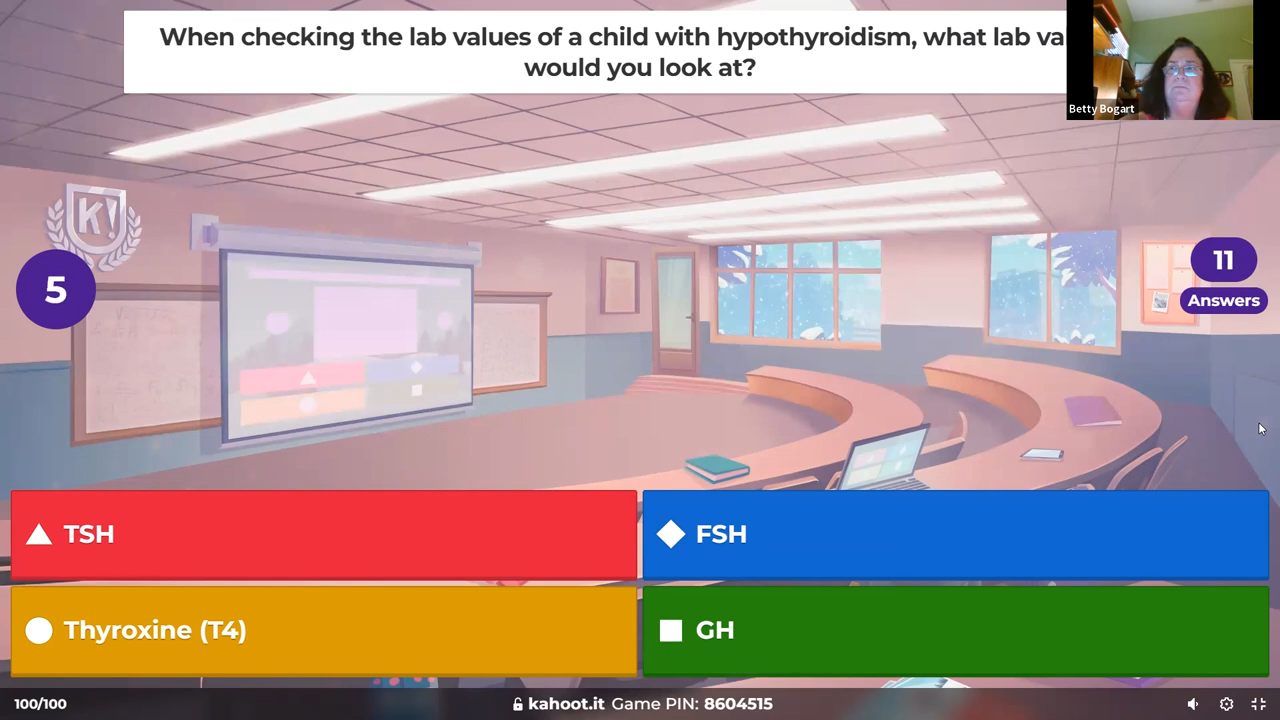 When checking the lab values of a child with hypothyroidism, what lab
would you look at?
Betty Bogart
K!
5
11
Answers
TSH
FSH
Thyroxine (T4)
GH
100/100
kahoot.it Game PIN: 8604515